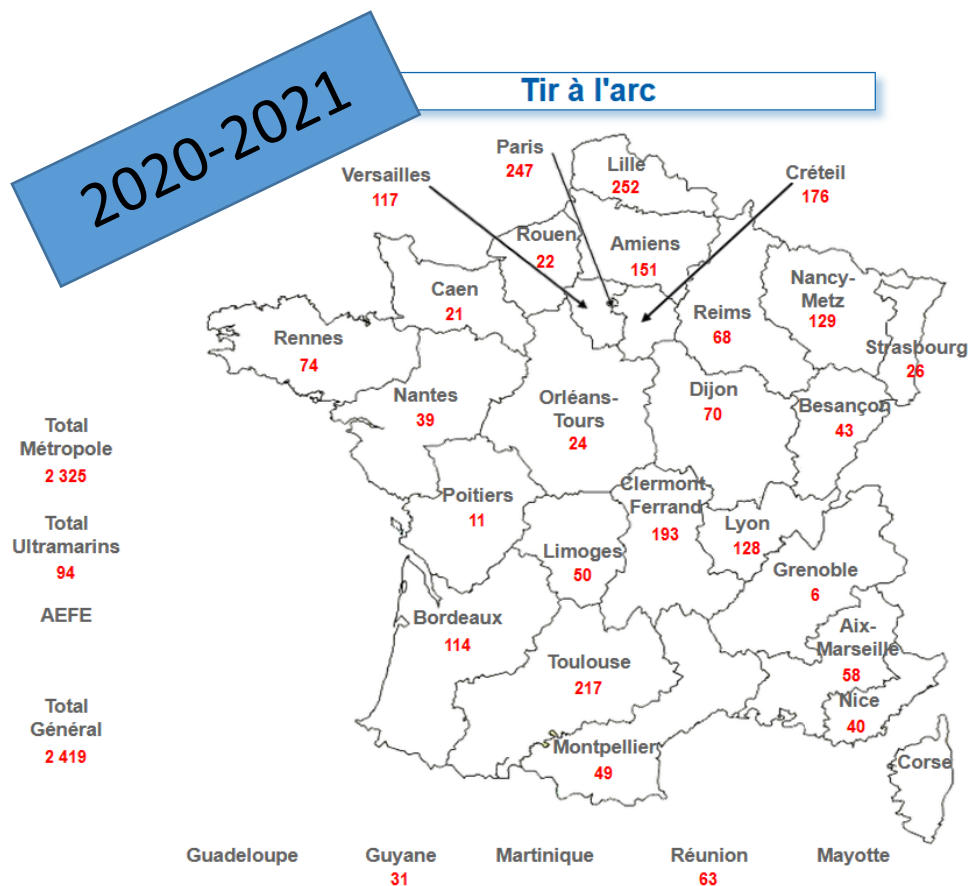 2020-2021
Tir à l'arc
Paris
247
Lille
252
Versailles
117
Créteil
176
Rouen
22
Amiens
151
Caen
21
Nancy-
Metz
129
Reims
68
Strasbourg
26
Rennes
74
Nantes
39
Orléans-
Tours
24
Dijon
70
Besançon
43
Total
Métropole
2 325
Poitiers
11
Clermont
Ferrand
193
Lyon
128
Total
Ultramarins
94
Limoges
50
Grenoble
6
AEFE
Bordeaux
114
Aix-
Marseille
58
Toulouse
217
Nice
40
Total
Général
2 419
Montpellier
49
Corse
Guadeloupe
Guyane
31
Martinique
Réunion
63
Mayotte